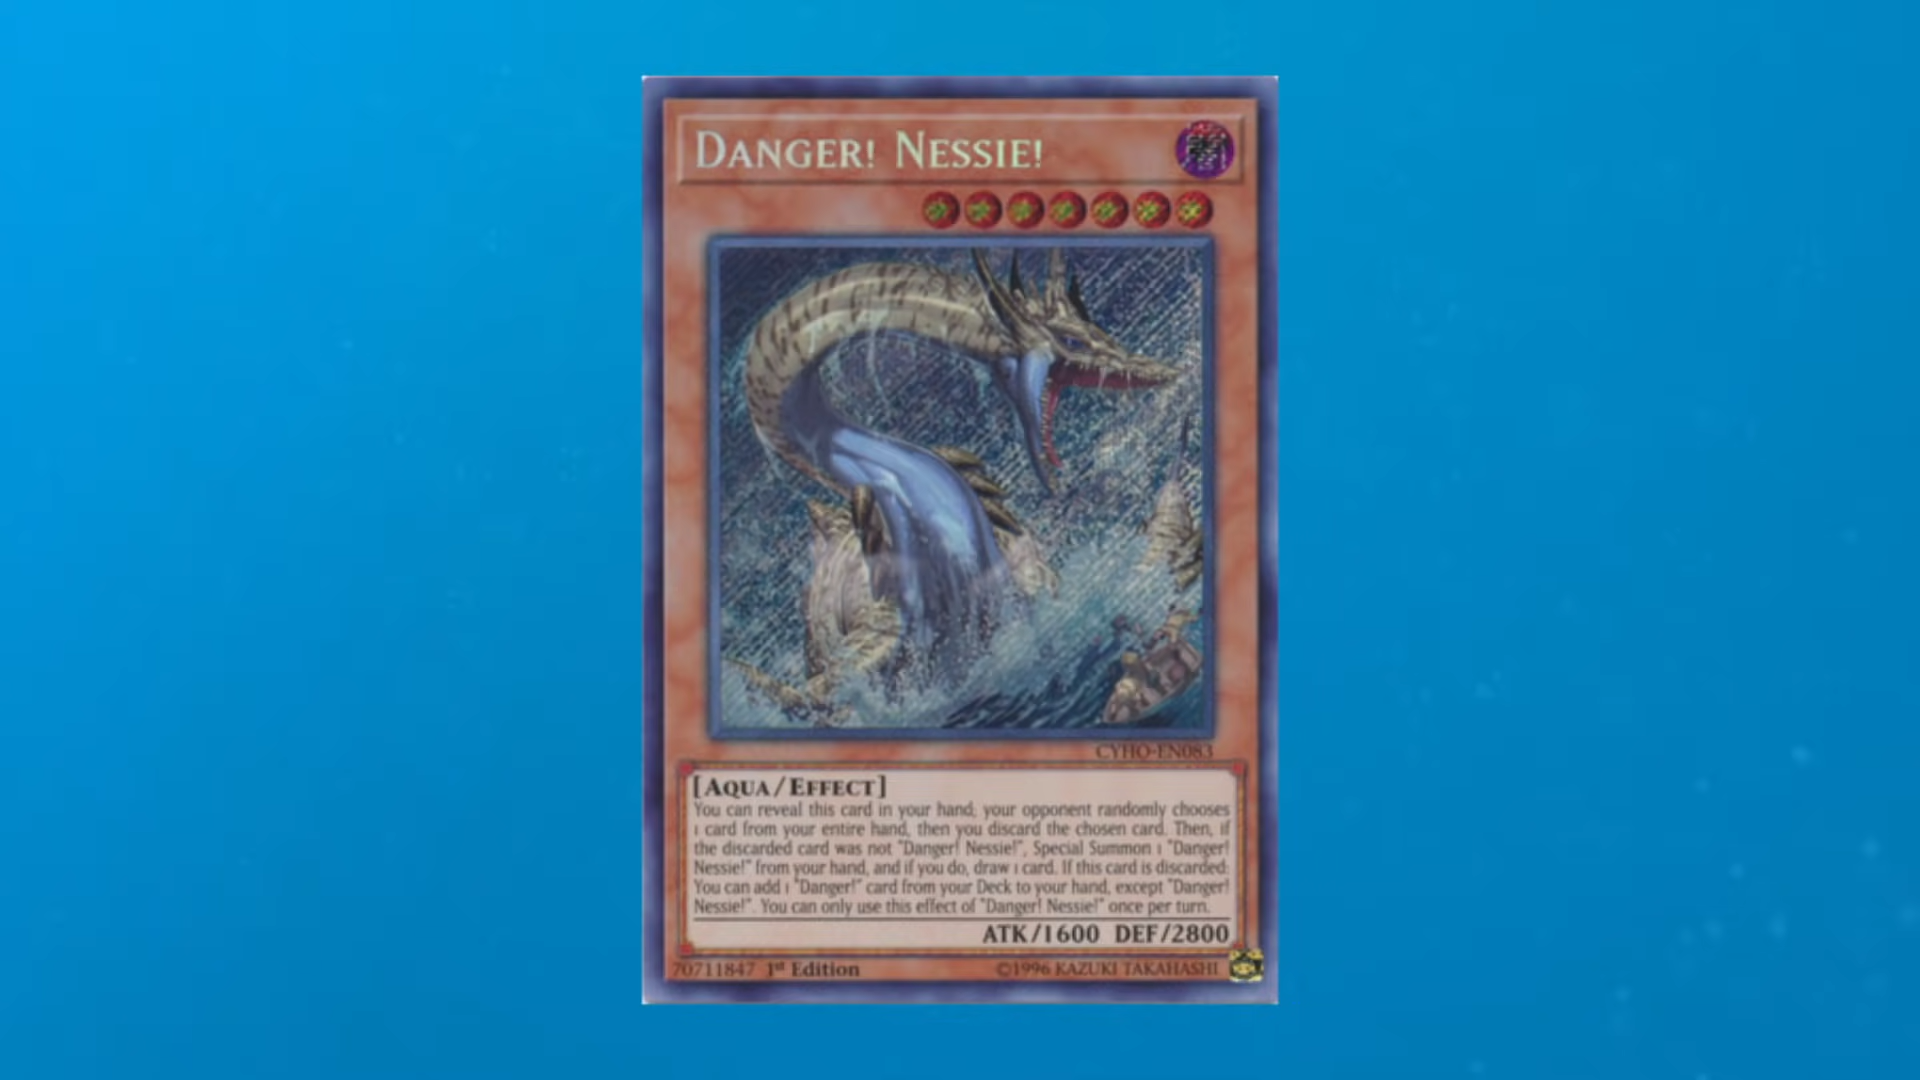 DANGER! NESSIE!
CYHO-EN083
[AQUA/EFFECT]
You can reveal this card in your hand; your opponent randomly chooses
1 card from your entire hand, then you discard the chosen card. Then, if
the discarded card was not "Danger! Nessie!", Special Summon 1 "Danger!
Nessie!" from your hand, and if you do, draw 1 card. If this card is discarded:
You can add 1 "Danger!" card from your Deck to your hand, except "Danger!
Nessie!". You can only use this effect of "Danger! Nessie!" once per turn.
ATK/1600 DEF/2800
70711847 1st Edition ©1996 KAZUKI TAKAHASHI